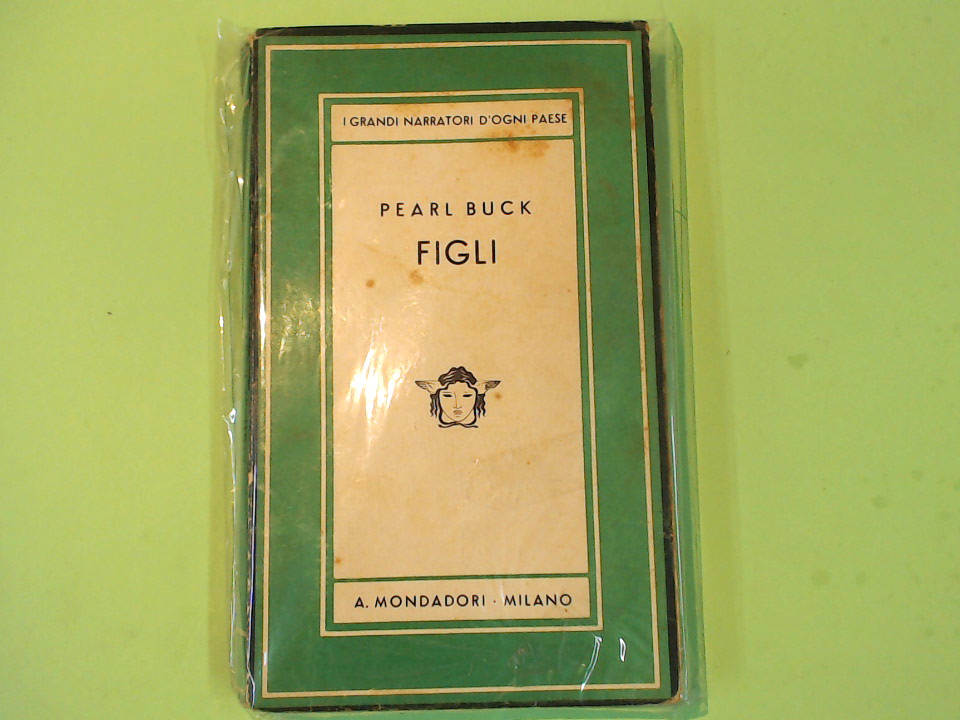 I GRANDI NARRATORI D'OGNI PAESE
PEARL BUCK
FIGLI
A. MONDADORI · MILANO